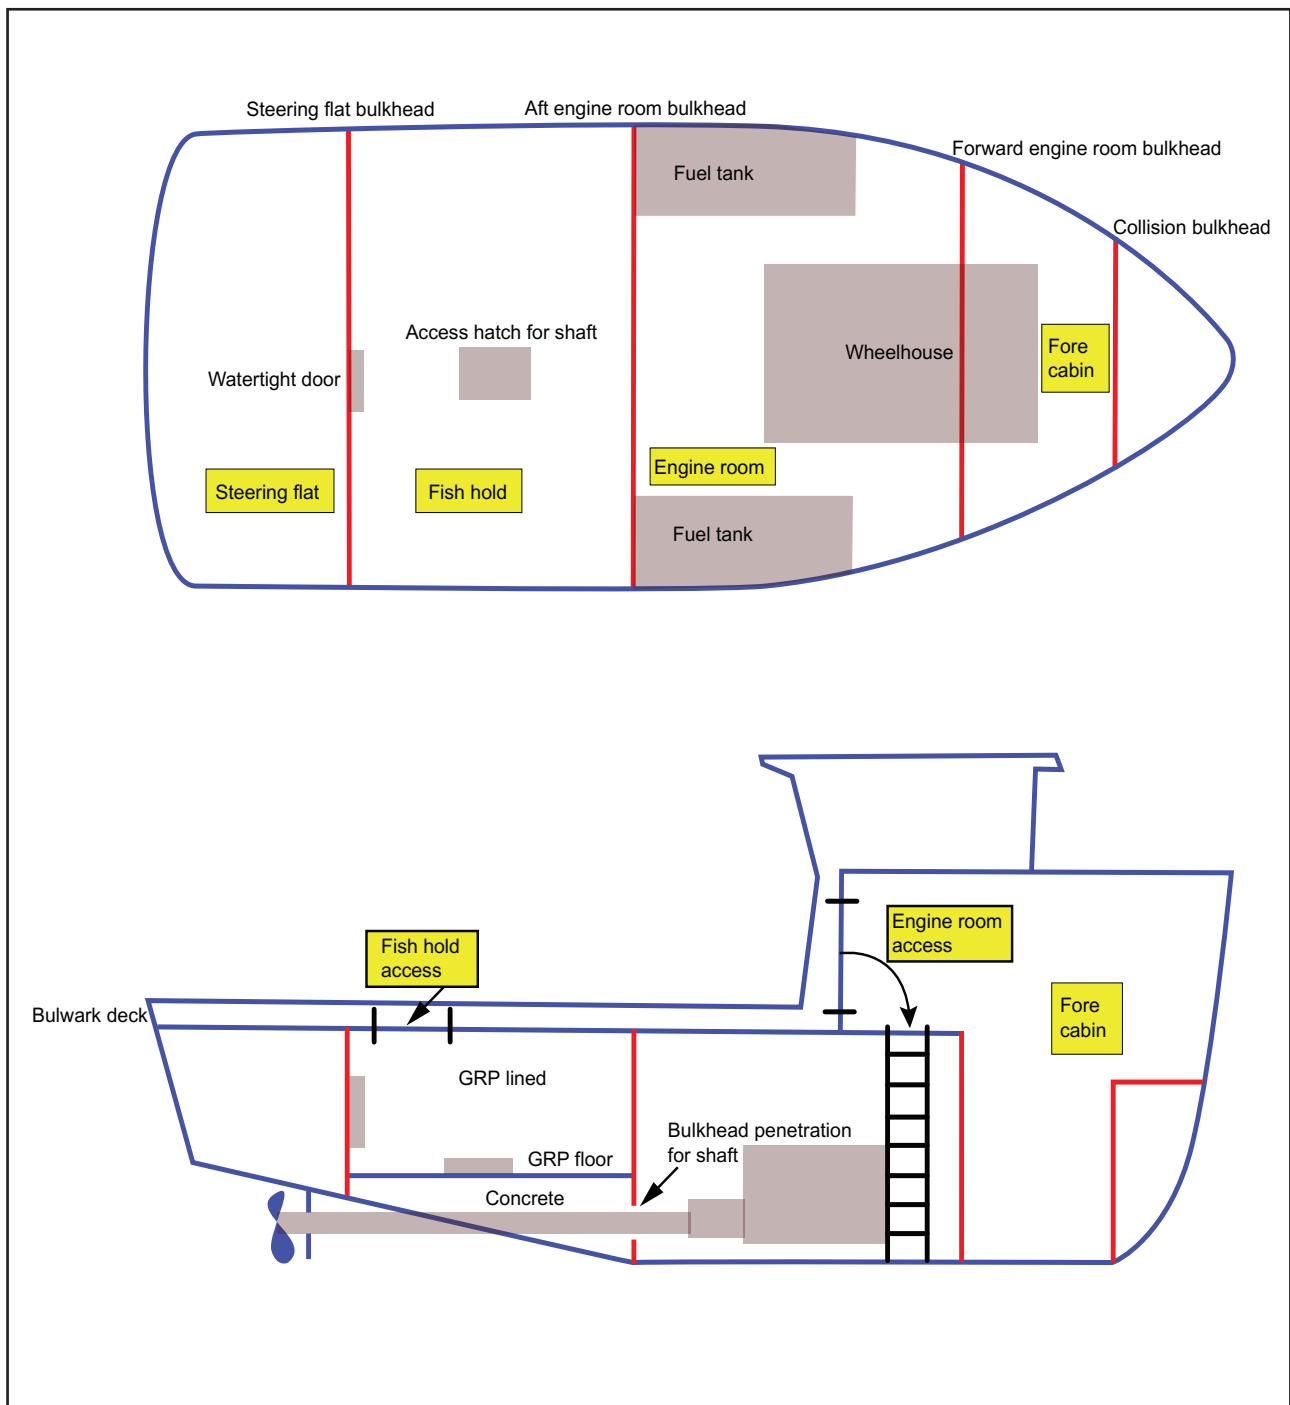 Steering flat bulkhead
Aft engine room bulkhead
Forward engine room bulkhead
Fuel tank
Collision bulkhead
Access hatch for shaft
Wheelhouse
Fore
cabin
Watertight door
Engine room
Steering flat
Fish hold
Fuel tank
Engine room
access
Fish hold
access
Bulwark deck
Fore
cabin
GRP lined
Bulkhead penetration
for shaft
GRP floor
Concrete